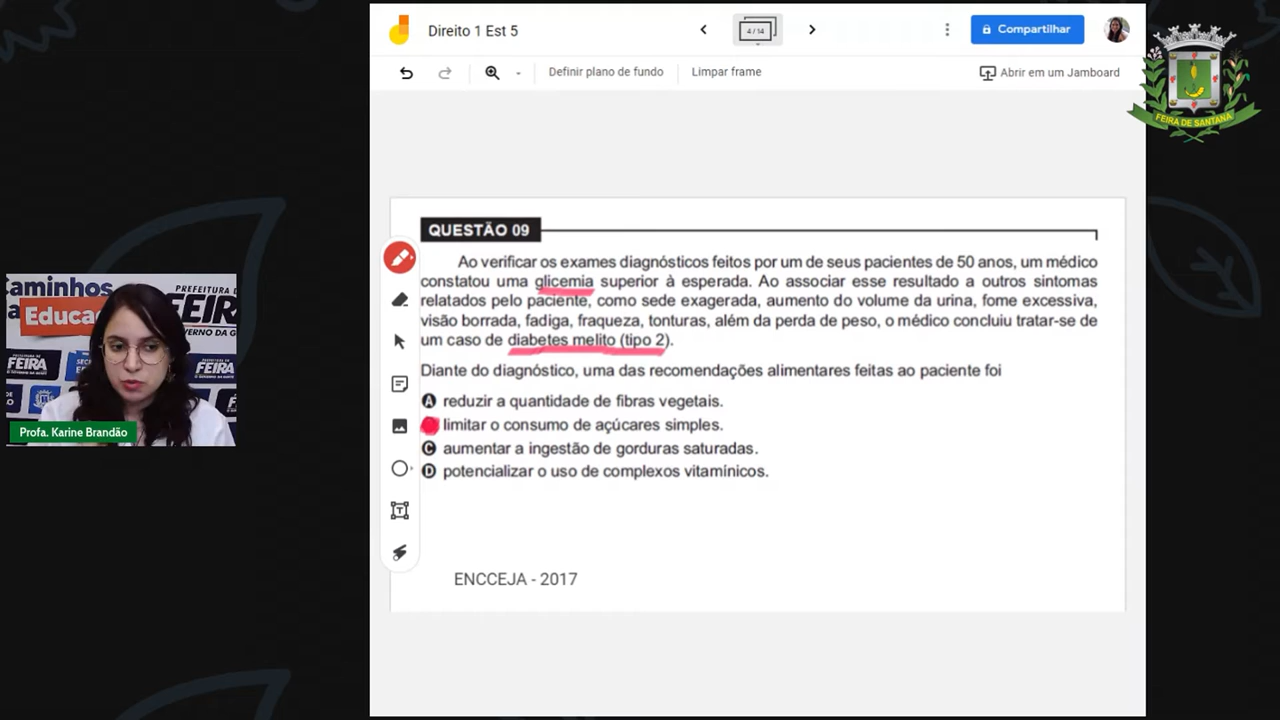 Direito 1 Est 5
4 / 14
Compartilhar
Definir plano de fundo
Limpar frame
Abrir em um Jamboard
FEIRA DE SANTANA
QUESTÃO 09
Ao verificar os exames diagnósticos feitos por um de seus pacientes de 50 anos, um médico
constatou uma glicemia superior à esperada. Ao associar esse resultado a outros sintomas
relatados pelo paciente, como sede exagerada, aumento do volume da urina, fome excessiva,
visão borrada, fadiga, fraqueza, tonturas, além da perda de peso, o médico concluiu tratar-se de
um caso de diabetes melito (tipo 2).
Diante do diagnóstico, uma das recomendações alimentares feitas ao paciente foi
A reduzir a quantidade de fibras vegetais.
limitar o consumo de açúcares simples.
C aumentar a ingestão de gorduras saturadas.
D potencializar o uso de complexos vitamínicos.
ENCCEJA - 2017
aminhos
Educa
PREFEITURA D
FEIRE
VERNO DA G
FEIRA
FEIRA
Profa. Karine Brandão